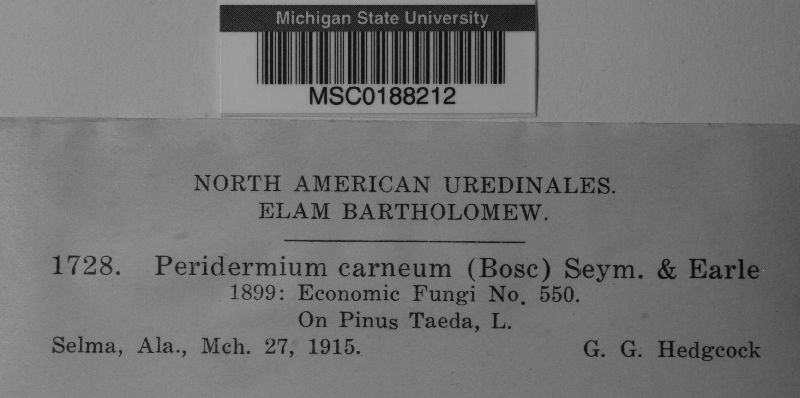 Michigan State University
MSC0188212
NORTH AMERICAN UREDINALES.
ELAM BARTHOLOMEW.
1728. Peridermium carneum (Bosc) Seym. & Earle
1899: Economic Fungi No. 550.
On Pinus Taeda, L.
Selma, Ala., Mch. 27, 1915. G. G. Hedgcock